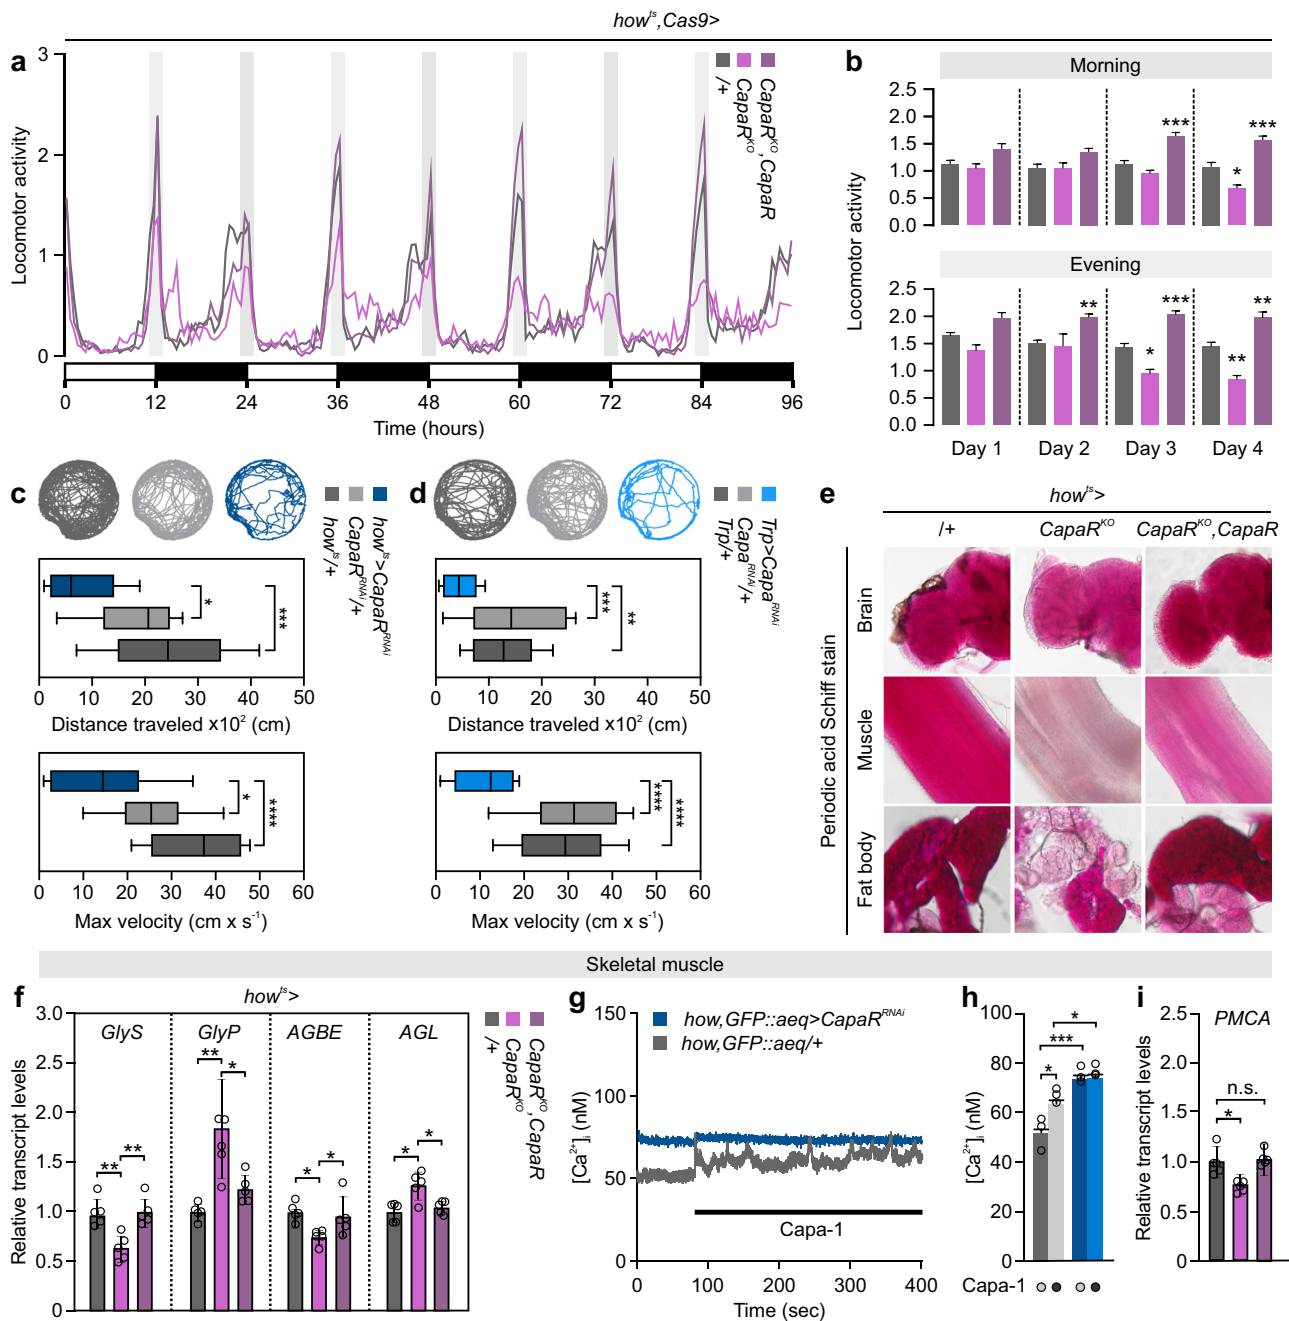 how^ts,Cas9>
a
3
2
1
0
Locomotor activity
0 12 24 36 48 60 72 84 96
Time (hours)
/+
CapaR^KO
CapaR^KO,CapaR
b
Morning
2.5
2.0
1.5
1.0
0.5
0.0
*** * ***
Evening
2.5
2.0
1.5
1.0
0.5
0.0
** * *** ** **
Locomotor activity
Day 1 Day 2 Day 3 Day 4
c
how^ts/+
CapaR^RNAi/+
how^ts>CapaR^RNAi
* ***
0 10 20 30 40 50
Distance traveled x10² (cm)
* ****
0 10 20 30 40 50 60
Max velocity (cm x s⁻¹)
d
Trp/+
Capa^RNAi/+
Trp>Capa^RNAi
*** **
0 10 20 30 40 50
Distance traveled x10² (cm)
**** ****
0 10 20 30 40 50 60
Max velocity (cm x s⁻¹)
e
how^ts>
/+ CapaR^KO CapaR^KO,CapaR
Periodic acid Schiff stain
Brain
Muscle
Fat body
Skeletal muscle
f
how^ts>
GlyS GlyP AGBE AGL
3.0
2.5
2.0
1.5
1.0
0.5
0
Relative transcript levels
** ** ** * * * * *
/+
CapaR^KO
CapaR^KO,CapaR
g
how,GFP::aeq>CapaR^RNAi
how,GFP::aeq/+
150
100
50
0
[Ca²⁺]ᵢ (nM)
Capa-1
0 100 200 300 400
Time (sec)
h
100
80
60
40
20
0
[Ca²⁺]ᵢ (nM)
* *** *
Capa-1
i
PMCA
2.5
2.0
1.5
1.0
0.5
0
Relative transcript levels
n.s.
*